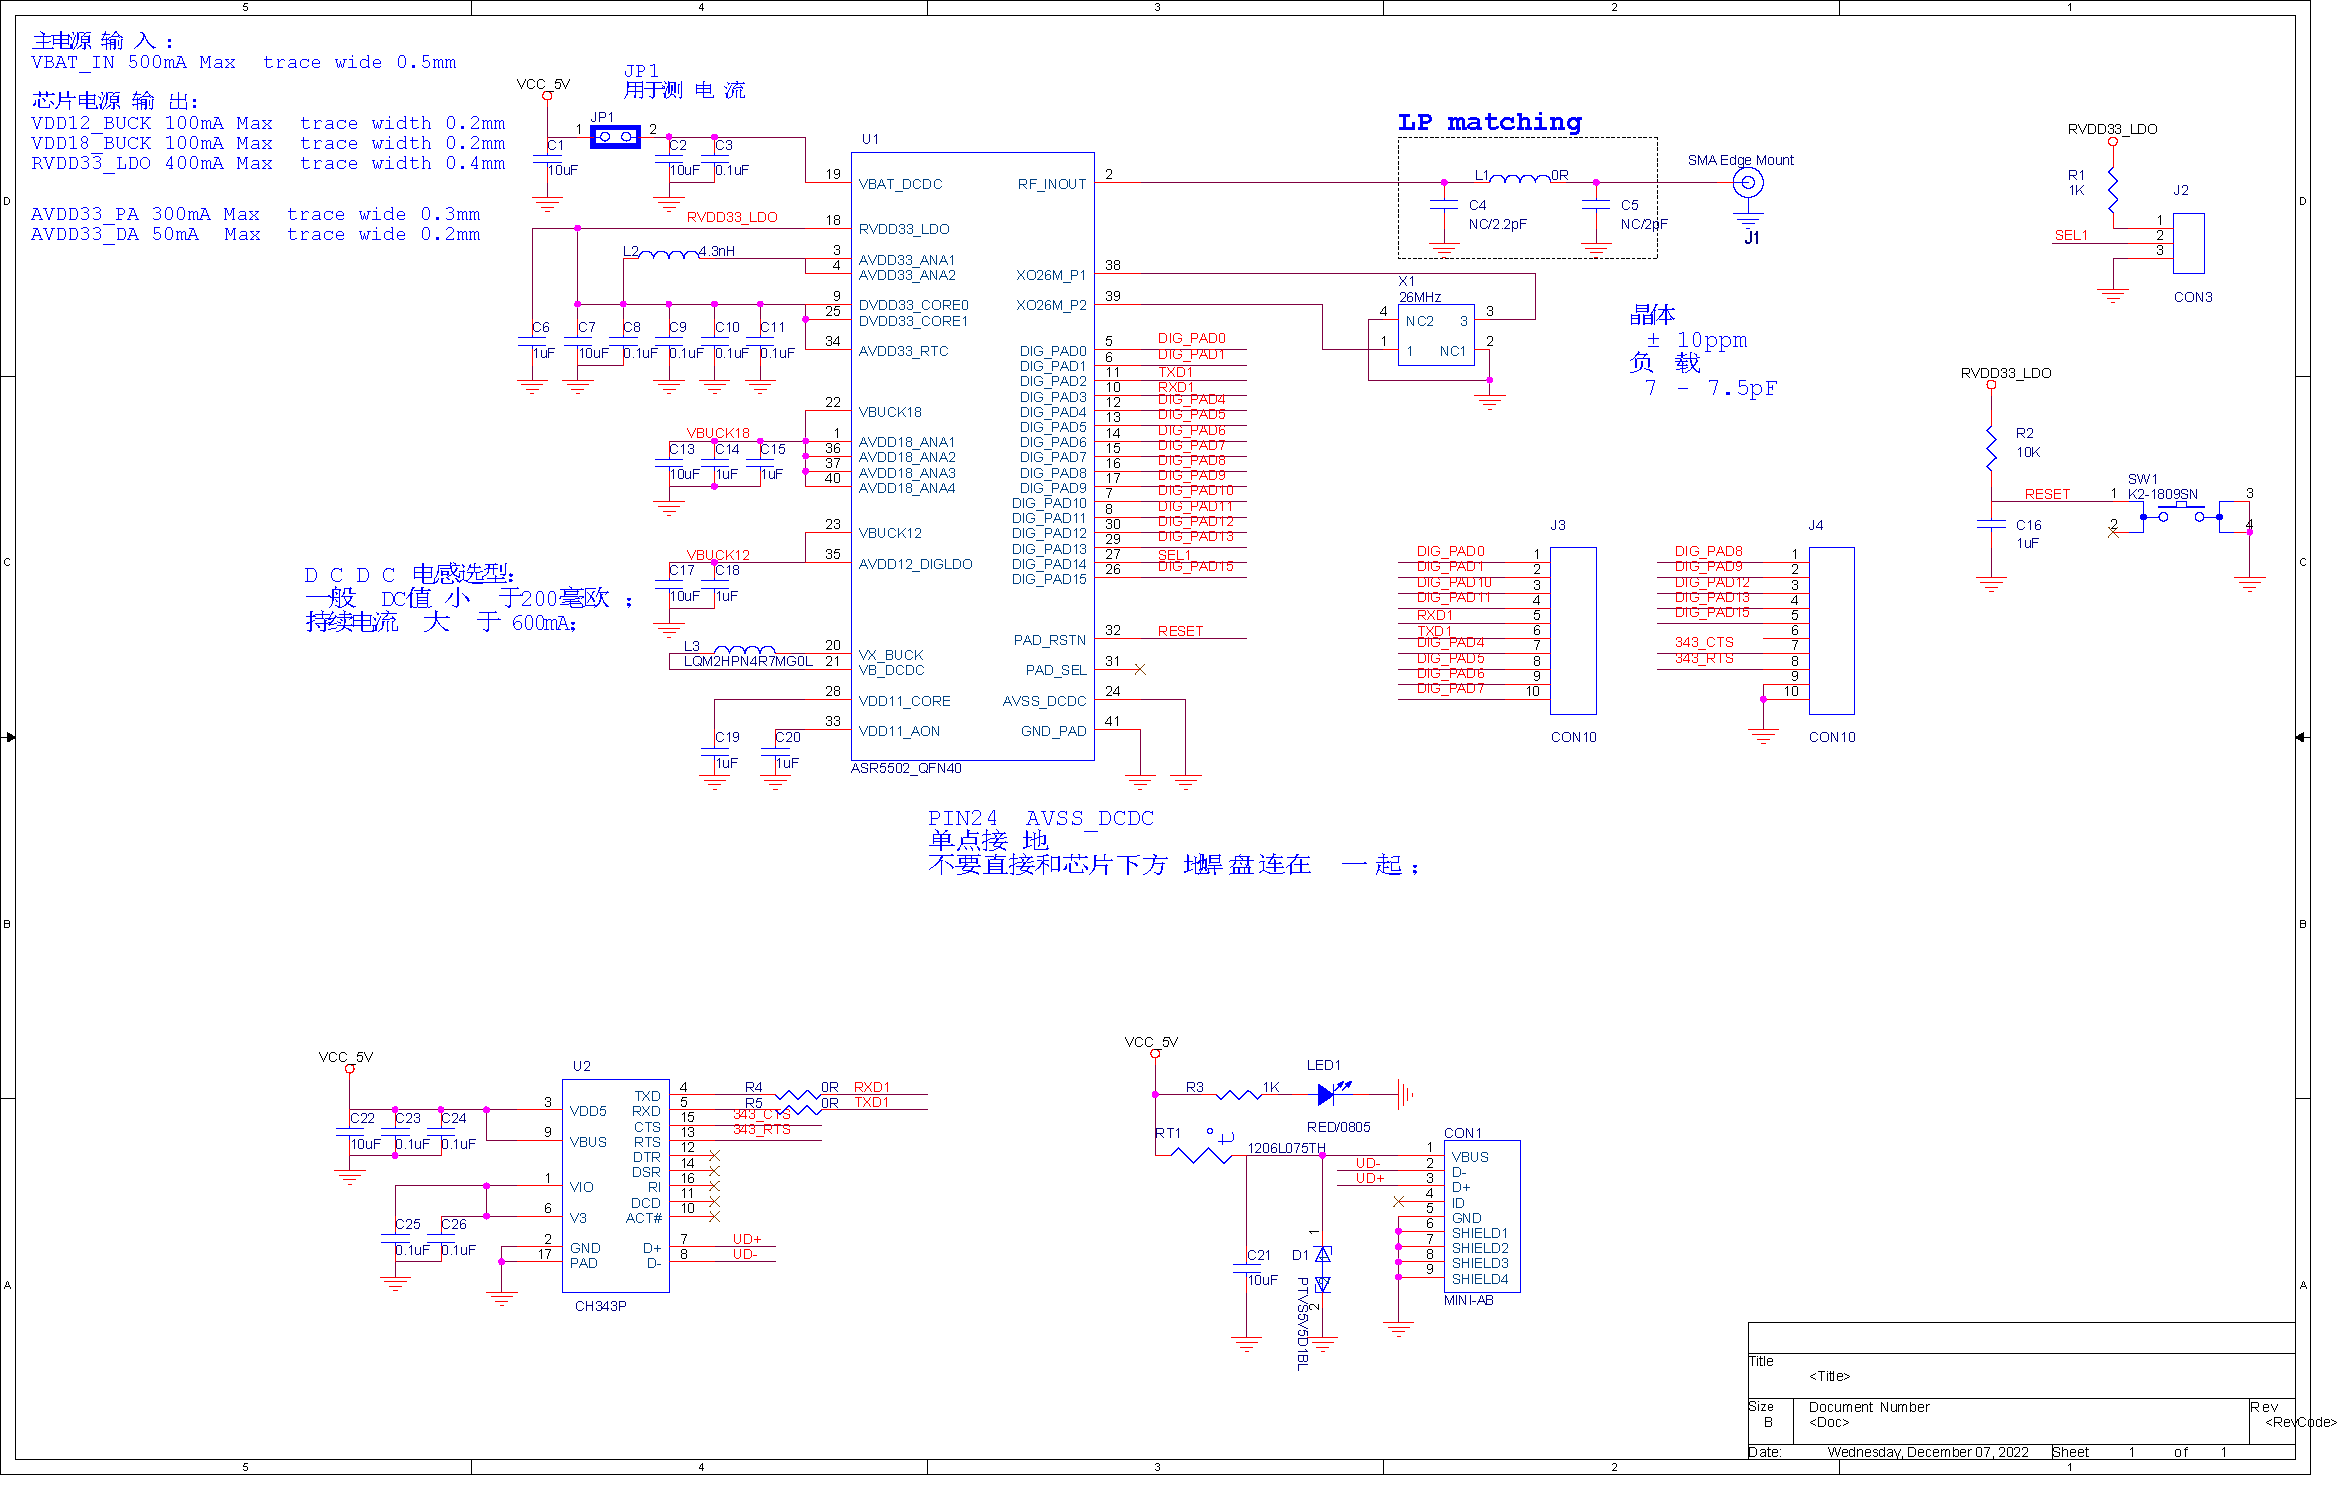 5 4 3 2 1
主电源输入：
VBAT_IN 500mA Max trace wide 0.5mm
芯片电源输出：
VDD12_BUCK 100mA Max trace width 0.2mm
VDD18_BUCK 100mA Max trace width 0.2mm
RVDD33_LDO 400mA Max trace width 0.4mm
AVDD33_PA 300mA Max trace wide 0.3mm
AVDD33_DA 50mA Max trace wide 0.2mm
JP1
用于测电流
VCC_5V
JP1
1 2
C1
10uF
C2
10uF
C3
0.1uF
RVDD33_LDO
L2 4.3nH
C6
1uF
C7
10uF
C8
0.1uF
C9
0.1uF
C10
0.1uF
C11
0.1uF
VBUCK18
C13
10uF
C14
1uF
C15
1uF
VBUCK12
C17
10uF
C18
1uF
DCDC 电感选型：
一般 DC值小于200毫欧；
持续电流大于600mA；
L3
LQM2HPN4R7MG0L
C19
1uF
C20
1uF
U1
19 VBAT_DCDC
18 RVDD33_LDO
3 AVDD33_ANA1
4 AVDD33_ANA2
9 DVDD33_CORE0
25 DVDD33_CORE1
34 AVDD33_RTC
22 VBUCK18
1 AVDD18_ANA1
36 AVDD18_ANA2
37 AVDD18_ANA3
40 AVDD18_ANA4
23 VBUCK12
35 AVDD12_DIGLDO
20 VX_BUCK
21 VB_DCDC
28 VDD11_CORE
33 VDD11_AON
RF_INOUT 2
XO26M_P1 38
XO26M_P2 39
DIG_PAD0 5 DIG_PAD0
DIG_PAD1 6 DIG_PAD1
DIG_PAD2 11 TXD1
DIG_PAD3 10 RXD1
DIG_PAD4 12 DIG_PAD4
DIG_PAD5 13 DIG_PAD5
DIG_PAD6 14 DIG_PAD6
DIG_PAD7 15 DIG_PAD7
DIG_PAD8 16 DIG_PAD8
DIG_PAD9 17 DIG_PAD9
DIG_PAD10 7 DIG_PAD10
DIG_PAD11 8 DIG_PAD11
DIG_PAD12 30 DIG_PAD12
DIG_PAD13 29 DIG_PAD13
DIG_PAD14 27 SEL1
DIG_PAD15 26 DIG_PAD15
PAD_RSTN 32 RESET
PAD_SEL 31
AVSS_DCDC 24
GND_PAD 41
ASR5502_QFN40
PIN24 AVSS_DCDC
单点接地
不要直接和芯片下方地焊盘连在一起；
LP matching
L1 0R
C4
NC/2.2pF
C5
NC/2pF
SMA Edge Mount
J1
X1
26MHz
4 NC2 3 3
1 1 NC1 2
晶体
± 10ppm
负载
7 - 7.5pF
RVDD33_LDO
R1
1K
J2
SEL1
1
2
3
CON3
RVDD33_LDO
R2
10K
RESET
C16
1uF
SW1
K2-1809SN
1 3
2 4
J3
DIG_PAD0 1
DIG_PAD1 2
DIG_PAD10 3
DIG_PAD11 4
RXD1 5
TXD1 6
DIG_PAD4 7
DIG_PAD5 8
DIG_PAD6 9
DIG_PAD7 10
CON10
J4
DIG_PAD8 1
DIG_PAD9 2
DIG_PAD12 3
DIG_PAD13 4
DIG_PAD15 5
6
343_CTS 7
343_RTS 8
9
10
CON10
VCC_5V
C22
10uF
C23
0.1uF
C24
0.1uF
C25
0.1uF
C26
0.1uF
U2
3 VDD5
9 VBUS
1 VIO
6 V3
2 GND
17 PAD
TXD 4 R4 0R RXD1
RXD 5 R5 0R TXD1
CTS 15 343_CTS
RTS 13 343_RTS
DTR 12
DSR 14
RI 16
DCD 11
ACT# 10
D+ 7 UD+
D- 8 UD-
CH343P
VCC_5V
R3 1K
LED1
RED/0805
RT1 t
1206L075TH
C21
10uF
D1
1
2
PTVS5V5D1BL
UD-
UD+
CON1
1 VBUS
2 D-
3 D+
4 ID
5 GND
6 SHIELD1
7 SHIELD2
8 SHIELD3
9 SHIELD4
MINI-AB
D D
C C
B B
A A
Title
<Title>
Size
B
Document Number
<Doc>
Rev
<RevCode>
Date: Wednesday, December 07, 2022 Sheet 1 of 1
5 4 3 2 1